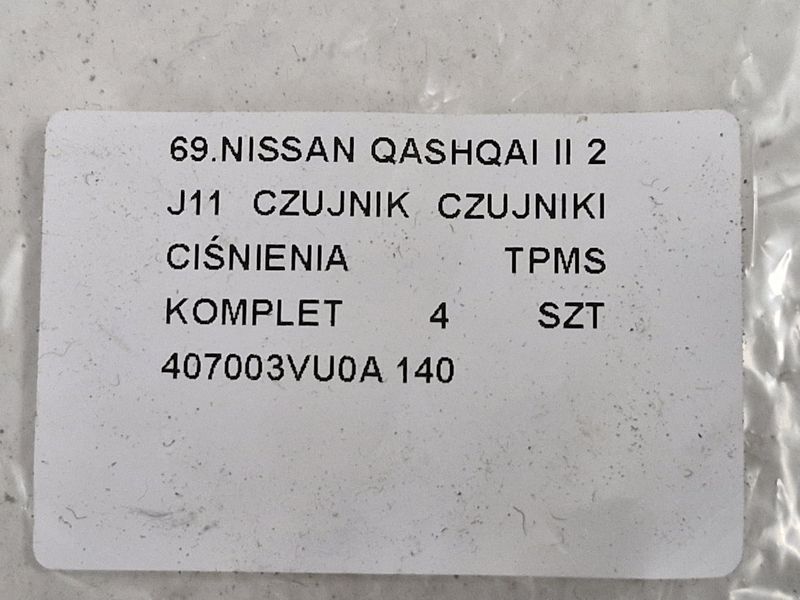 69.NISSAN QASHQAI II 2
J11 CZUJNIK CZUJNIKI
CIŚNIENIA TPMS
KOMPLET 4 SZT
407003VU0A 140